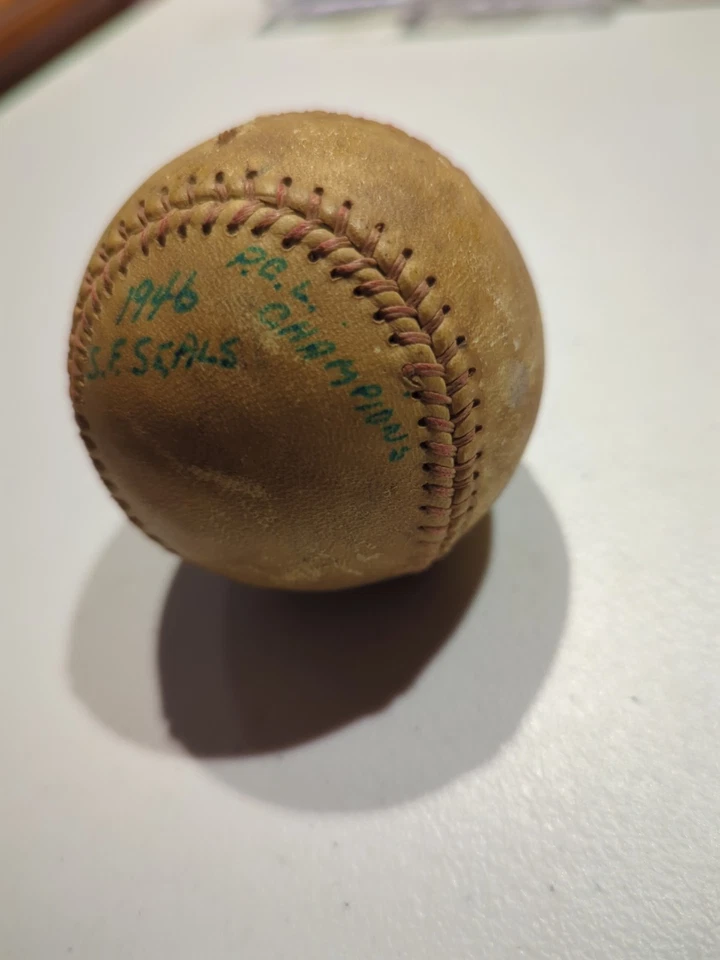 1946
S.F. SEALS
P.C.L.
CHAMPIONS